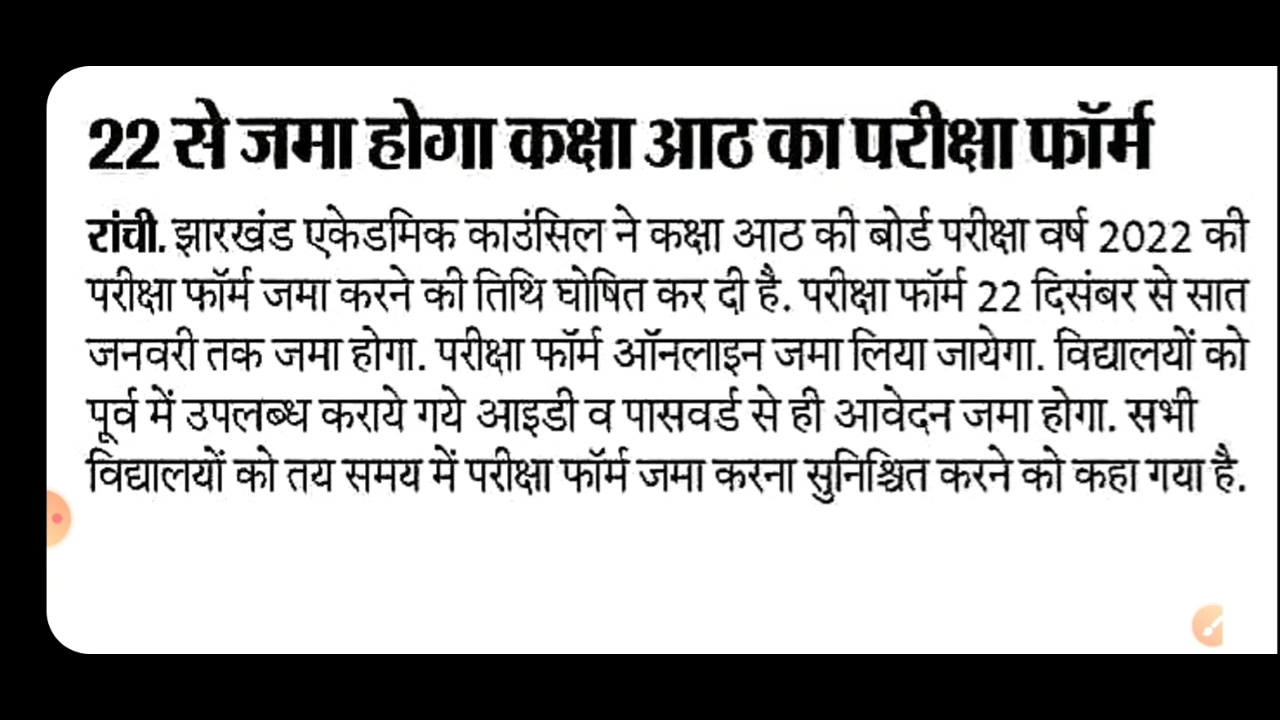 22 से जमा होगा कक्षा आठ का परीक्षा फॉर्म
रांची. झारखंड एकेडमिक काउंसिल ने कक्षा आठ की बोर्ड परीक्षा वर्ष 2022 की
परीक्षा फॉर्म जमा करने की तिथि घोषित कर दी है. परीक्षा फॉर्म 22 दिसंबर से सात
जनवरी तक जमा होगा. परीक्षा फॉर्म ऑनलाइन जमा लिया जायेगा. विद्यालयों को
पूर्व में उपलब्ध कराये गये आइडी व पासवर्ड से ही आवेदन जमा होगा. सभी
विद्यालयों को तय समय में परीक्षा फॉर्म जमा करना सुनिश्चित करने को कहा गया है.